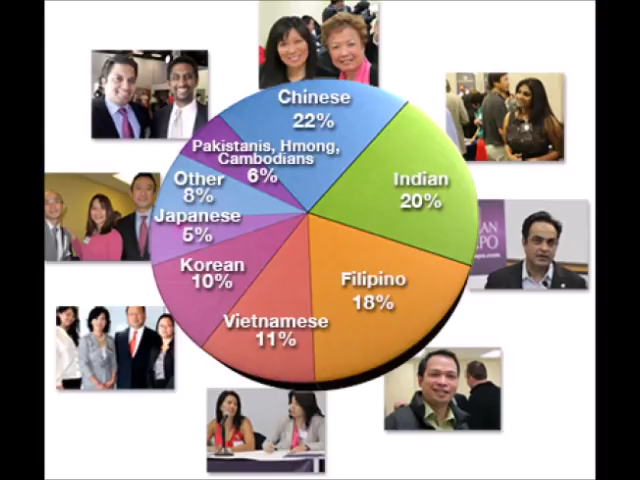 Chinese
22%
Pakistanis, Hmong,
Cambodians
6%
Indian
20%
Other
8%
Japanese
5%
Korean
10%
Filipino
18%
Vietnamese
11%